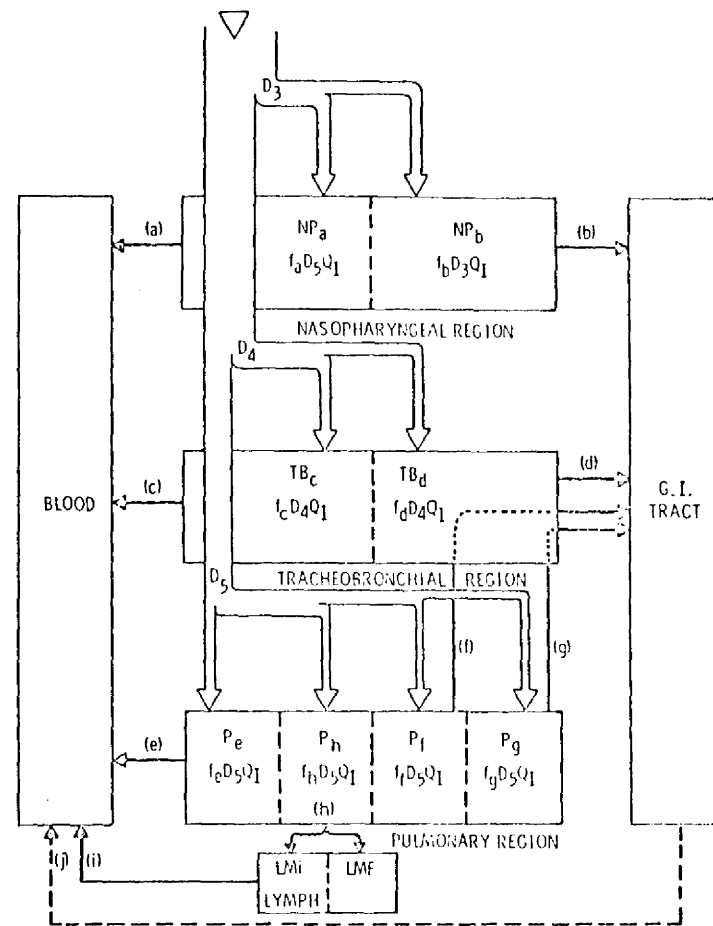 D3
NPa
faD5QI
NPb
fbD3QI
(a)
(b)
NASOPHARYNGEAL REGION
D4
TBc
fcD4QI
TBd
fdD4QI
(c)
(d)
BLOOD
G.I.
TRACT
TRACHEOBRONCHIAL REGION
D5
(f)
(g)
Pe
feD5QI
Ph
fhD5QI
(h)
Pf
ffD5QI
Pg
fgD5QI
(e)
PULMONARY REGION
(j)
(i)
LMi
LMf
LYMPH